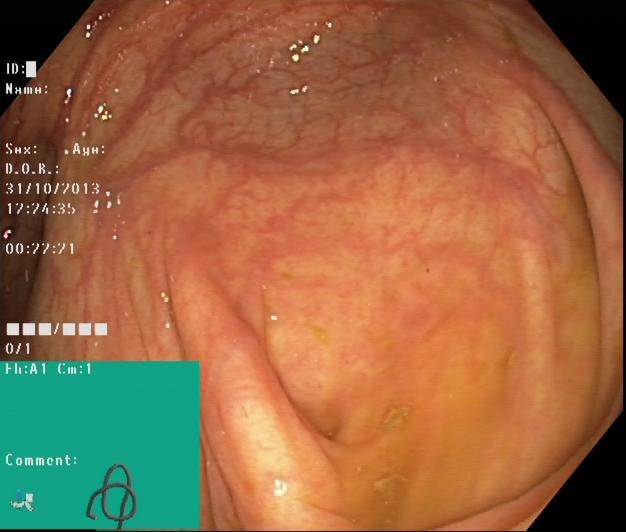 ID:
Name:
Sex: Age:
D.O.B.:
31/10/2013
12:24:35
00:22:21
/
0/1
Eh:A1 Cm:1
Comment: